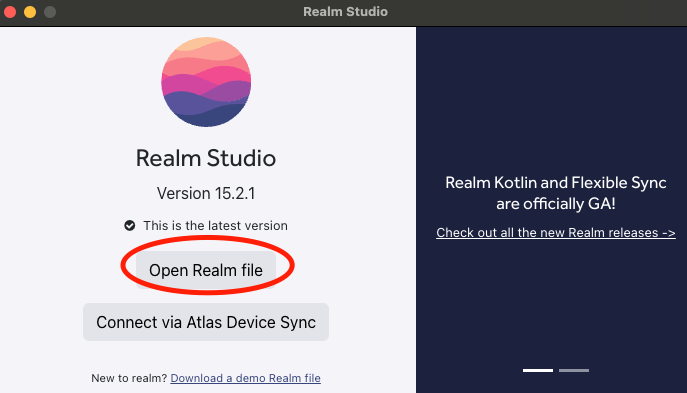 Realm Studio
Realm Studio
Version 15.2.1
This is the latest version
Open Realm file
Connect via Atlas Device Sync
New to realm? Download a demo Realm file
Realm Kotlin and Flexible Sync
are officially GA!
Check out all the new Realm releases ->